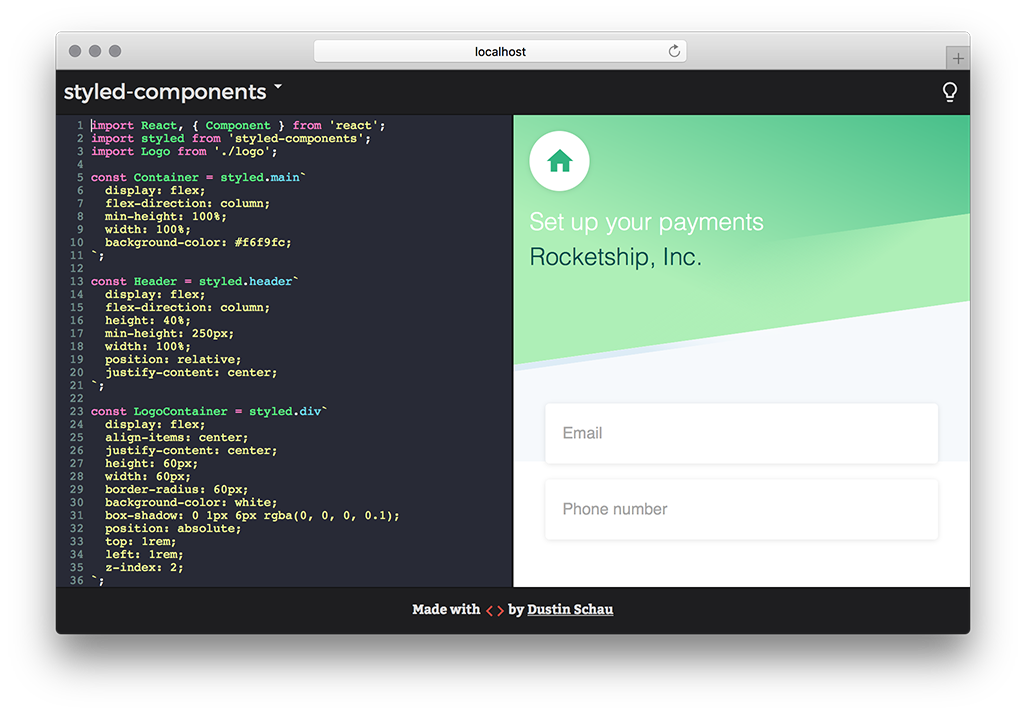 localhost
styled-components
1 import React, { Component } from 'react';
2 import styled from 'styled-components';
3 import Logo from './logo';
4
5 const Container = styled.main`
6   display: flex;
7   flex-direction: column;
8   min-height: 100%;
9   width: 100%;
10   background-color: #f6f9fc;
11 `;
12
13 const Header = styled.header`
14   display: flex;
15   flex-direction: column;
16   height: 40%;
17   min-height: 250px;
18   width: 100%;
19   position: relative;
20   justify-content: center;
21 `;
22
23 const LogoContainer = styled.div`
24   display: flex;
25   align-items: center;
26   justify-content: center;
27   height: 60px;
28   width: 60px;
29   border-radius: 60px;
30   background-color: white;
31   box-shadow: 0 1px 6px rgba(0, 0, 0, 0.1);
32   position: absolute;
33   top: 1rem;
34   left: 1rem;
35   z-index: 2;
36 `;
Set up your payments
Rocketship, Inc.
Email
Phone number
Made with <> by Dustin Schau